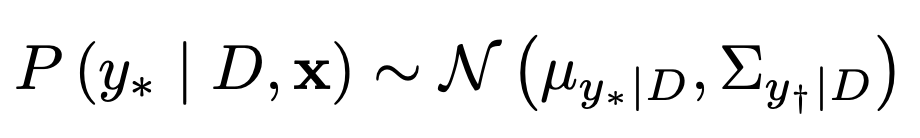 P (y_* | D, 𝐱) ∼ 𝒩 (μ_{y_*|D}, Σ_{y_†|D})